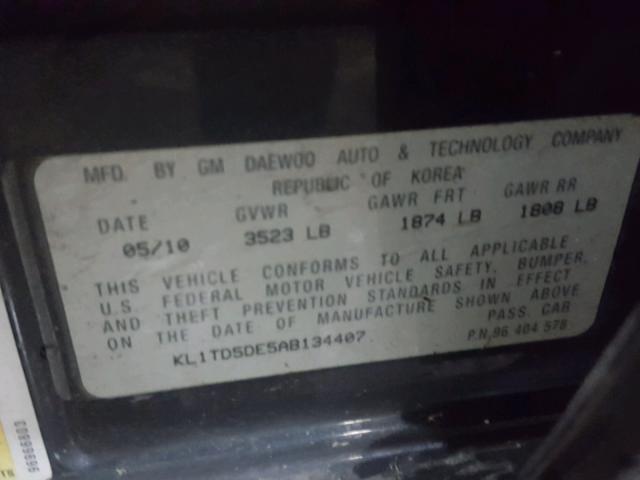 MFD. BY GM DAEWOO AUTO & TECHNOLOGY COMPANY
REPUBLIC OF KOREA
DATE GVWR GAWR FRT GAWR RR
05/10 3523 LB 1874 LB 1808 LB
THIS VEHICLE CONFORMS TO ALL APPLICABLE
U.S. FEDERAL MOTOR VEHICLE SAFETY, BUMPER,
AND THEFT PREVENTION STANDARDS IN EFFECT
ON THE DATE OF MANUFACTURE SHOWN ABOVE
PASS. CAR
KL1TD5DE5AB134407 P.N. 96 404 578
96966803